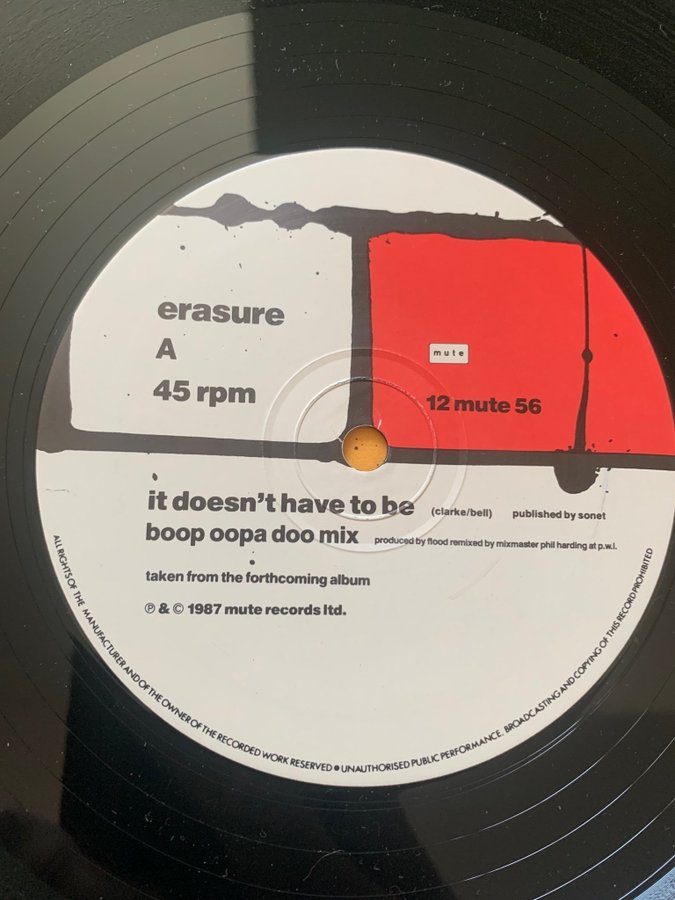 erasure
A
45 rpm
mute
12 mute 56
it doesn't have to be (clarke/bell) published by sonet
boop oopa doo mix produced by flood remixed by mixmaster phil harding at p.w.l.
taken from the forthcoming album
℗ & © 1987 mute records ltd.
ALL RIGHTS OF THE MANUFACTURER AND OF THE OWNER OF THE RECORDED WORK RESERVED ● UNAUTHORISED PUBLIC PERFORMANCE, BROADCASTING AND COPYING OF THIS RECORD PROHIBITED